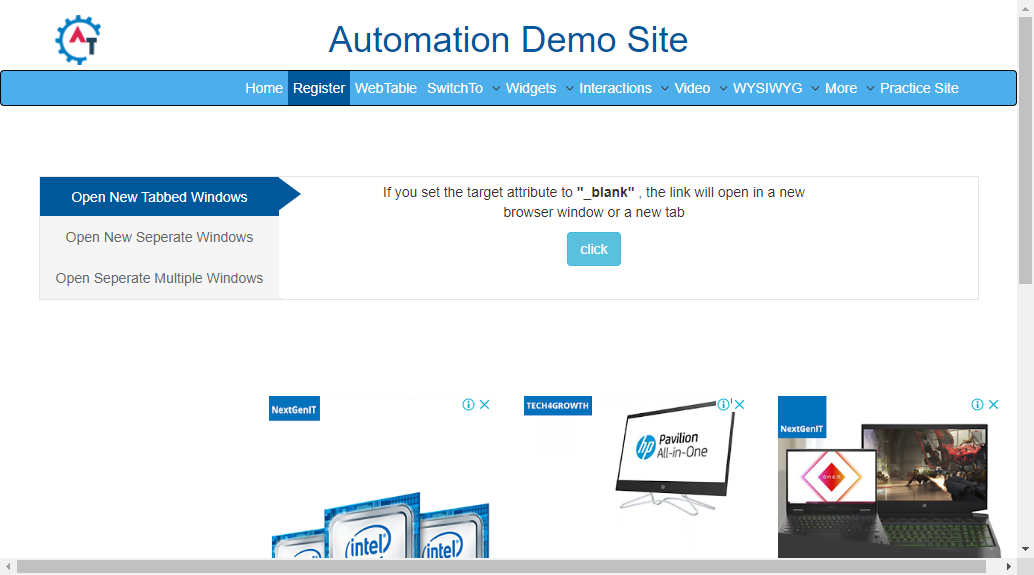 AT
Automation Demo Site
Home Register WebTable SwitchTo Widgets Interactions Video WYSIWYG More Practice Site
Open New Tabbed Windows
Open New Seperate Windows
Open Seperate Multiple Windows
If you set the target attribute to "_blank" , the link will open in a new
browser window or a new tab
click
NextGenIT
intel
intel
TECH4GROWTH
hp Pavilion
All-in-One
NextGenIT
OMEN